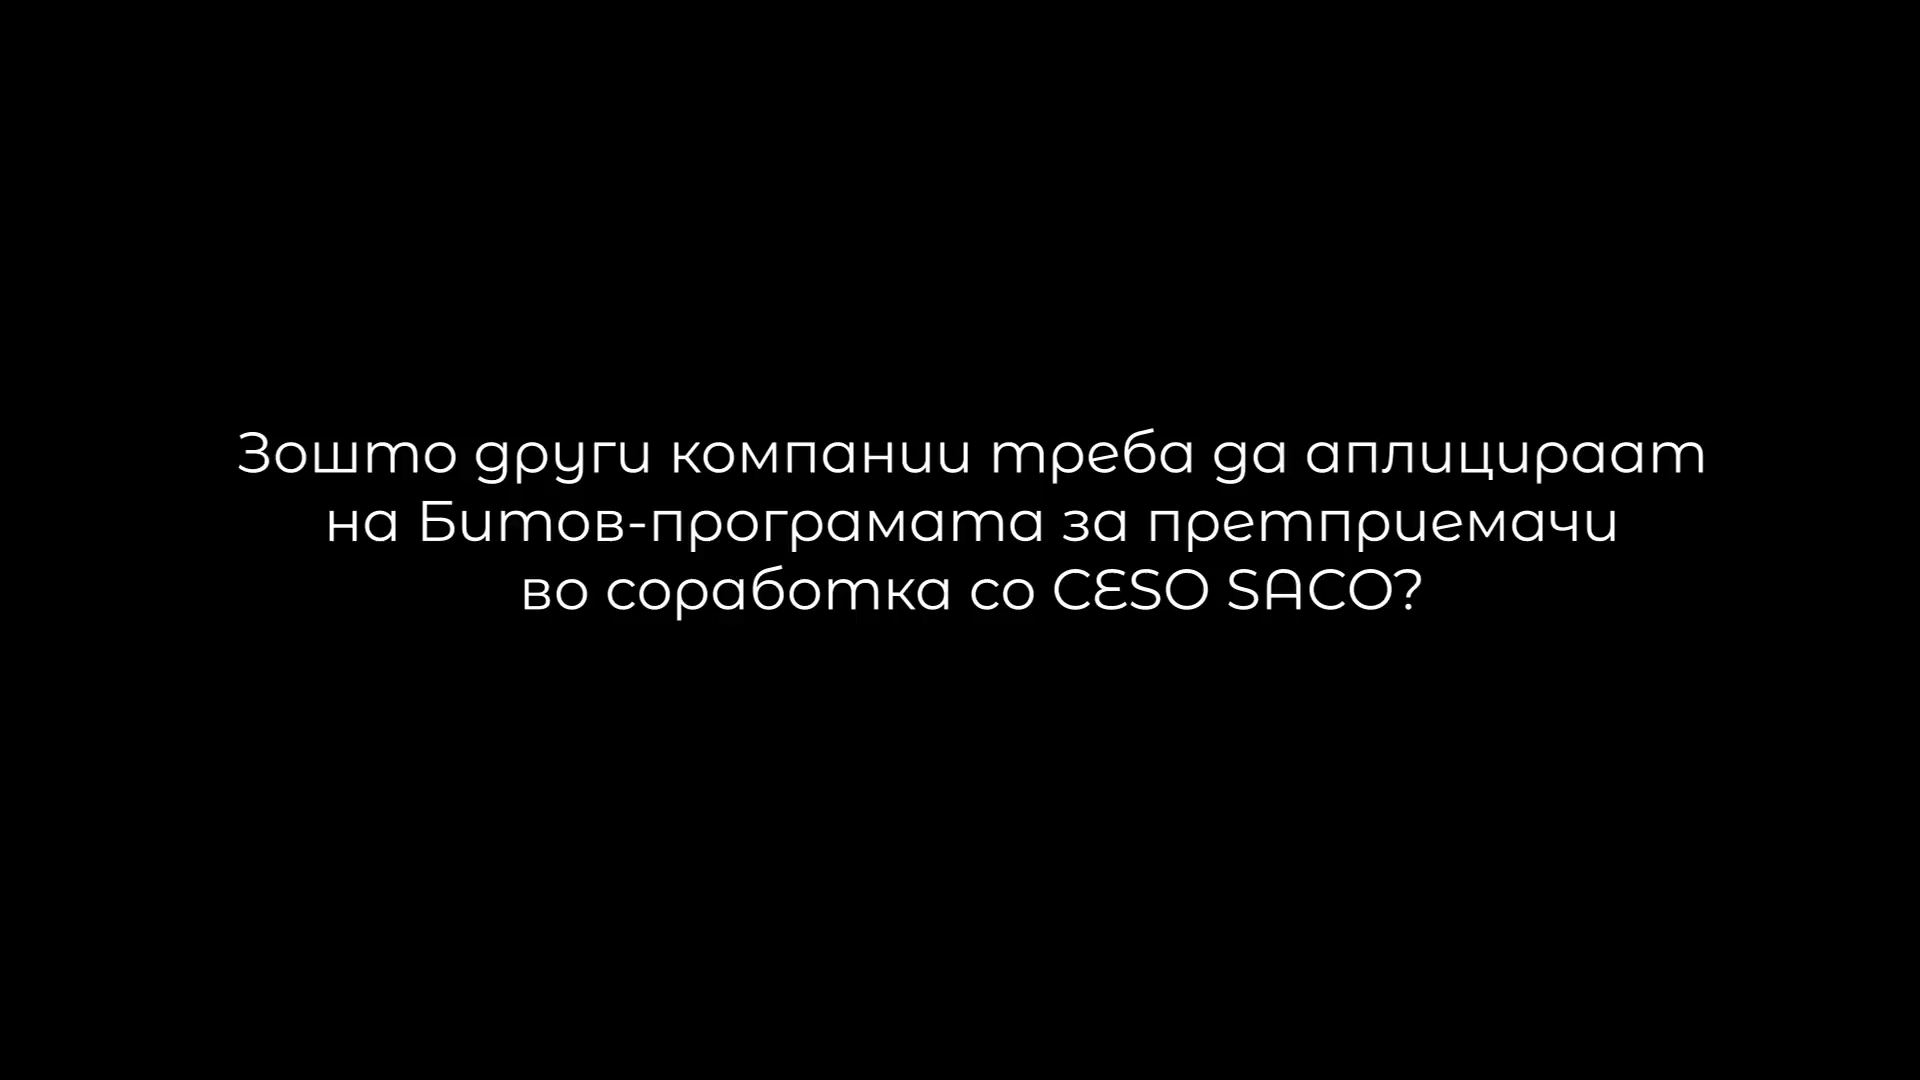 Зошто други компании треба да аплицираат
на Битов-програмата за претприемачи
во соработка со CESO SACO?